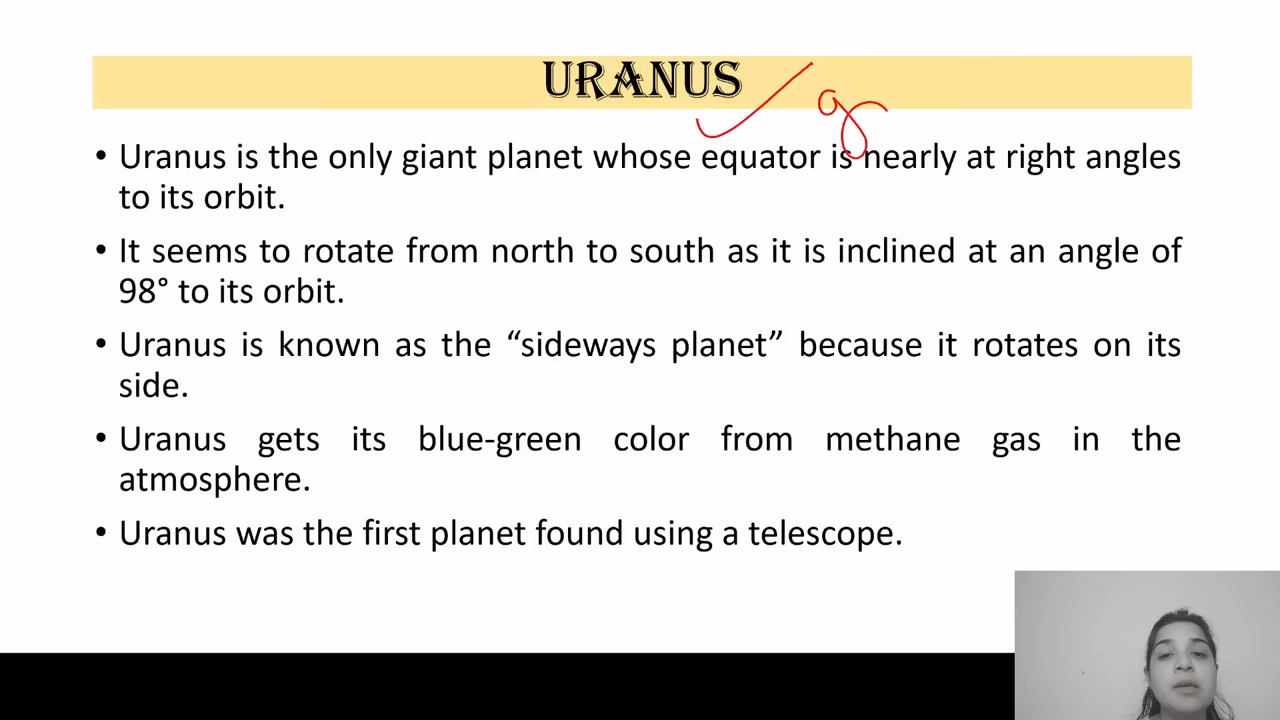 URANUS
g
• Uranus is the only giant planet whose equator is nearly at right angles
to its orbit.
• It seems to rotate from north to south as it is inclined at an angle of
98° to its orbit.
• Uranus is known as the “sideways planet” because it rotates on its
side.
• Uranus gets its blue-green color from methane gas in the
atmosphere.
• Uranus was the first planet found using a telescope.